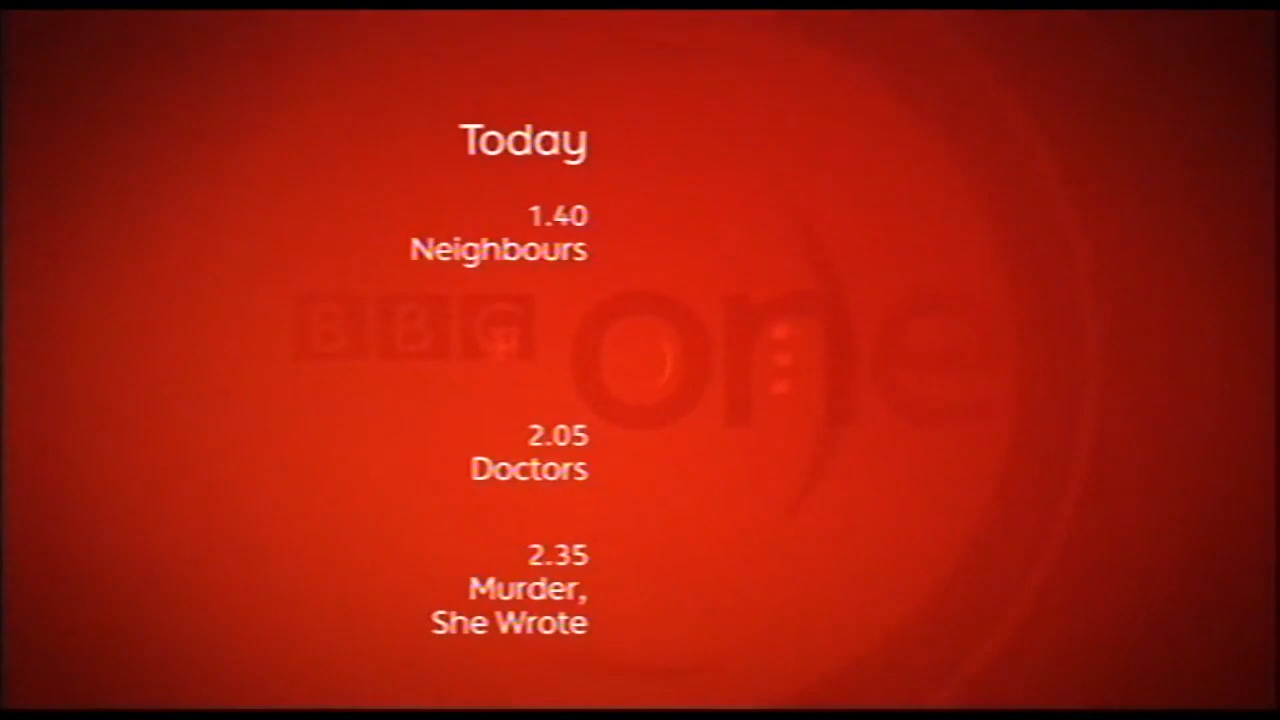 Today
1.40
Neighbours
BBC one
2.05
Doctors
2.35
Murder,
She Wrote